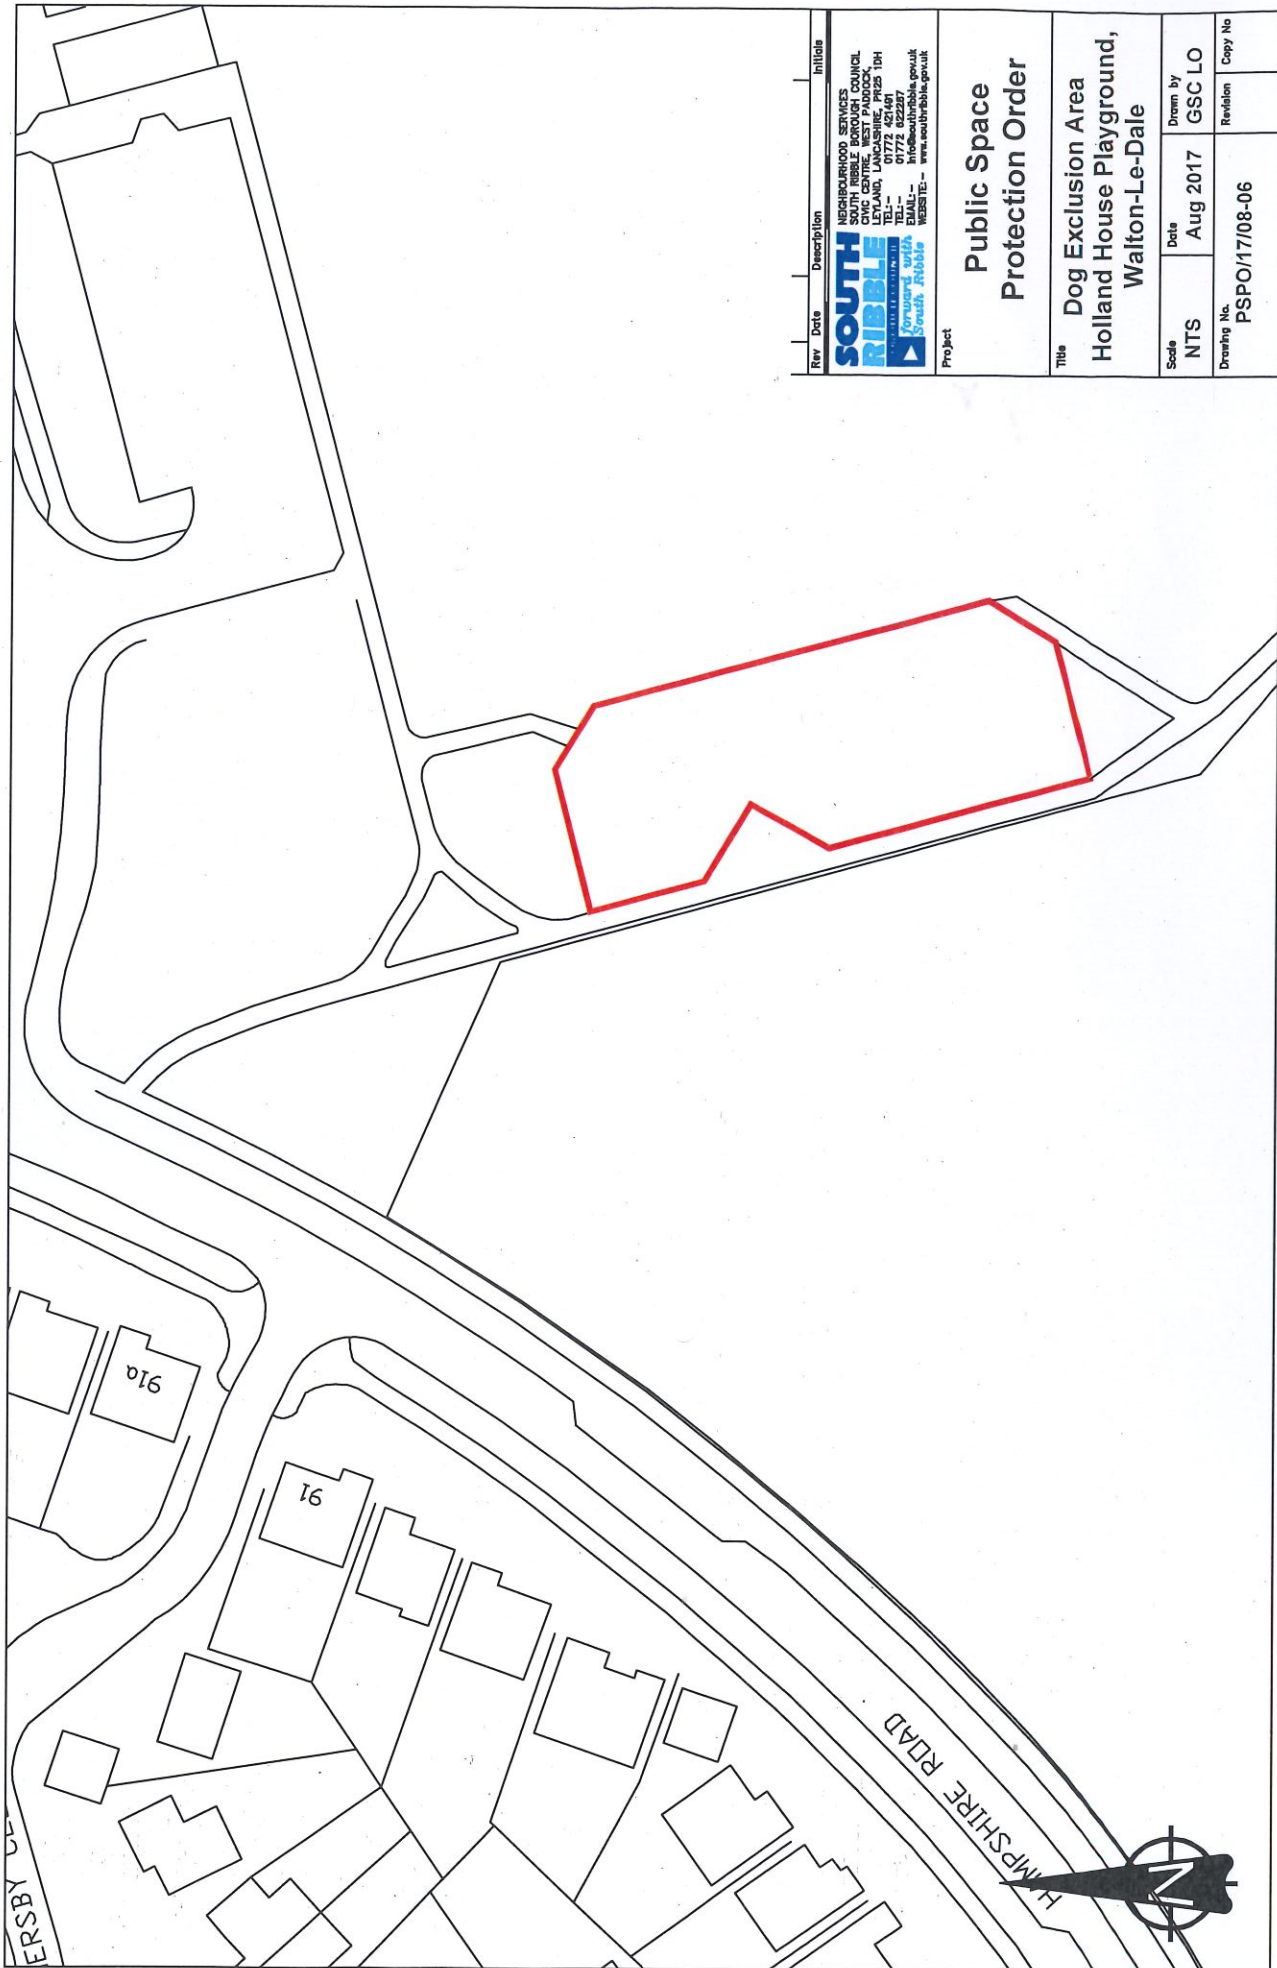 Rev Date Description Initials
SOUTH
RIBBLE
forward with
South Ribble
NEIGHBOURHOOD SERVICES
SOUTH RIBBLE BOROUGH COUNCIL
CIVIC CENTRE, WEST PADDOCK,
LEYLAND, LANCASHIRE, PR25 1DH
TEL:- 01772 421491
TEL:- 01772 622287
EMAIL:- info@southribble.gov.uk
WEBSITE:- www.southribble.gov.uk
Project
Public Space
Protection Order
Title
Dog Exclusion Area
Holland House Playground,
Walton-Le-Dale
Scale
NTS
Date
Aug 2017
Drawn by
GSC LO
Drawing No.
PSPO/17/08-06
Revision
Copy No
91a
91
HAMPSHIRE ROAD
ERSBY
N